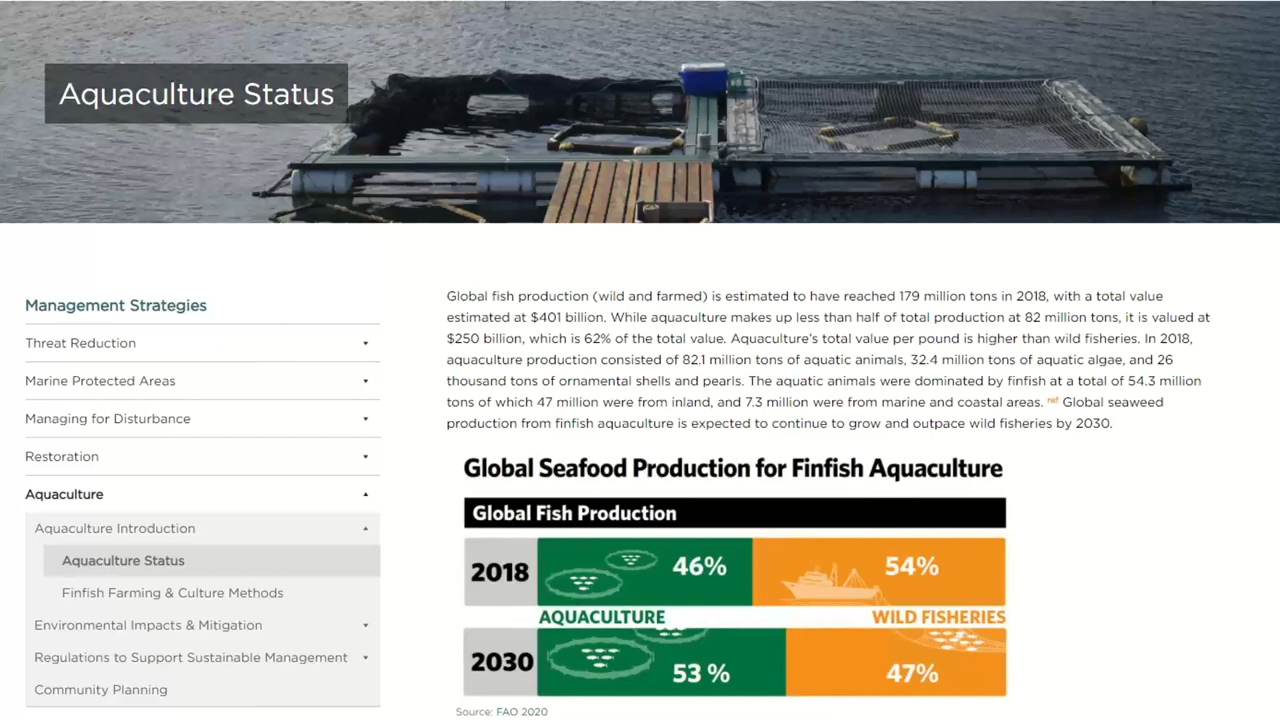 Aquaculture Status
Management Strategies
Threat Reduction
Marine Protected Areas
Managing for Disturbance
Restoration
Aquaculture
Aquaculture Introduction
Aquaculture Status
Finfish Farming & Culture Methods
Environmental Impacts & Mitigation
Regulations to Support Sustainable Management
Community Planning
Global fish production (wild and farmed) is estimated to have reached 179 million tons in 2018, with a total value
estimated at $401 billion. While aquaculture makes up less than half of total production at 82 million tons, it is valued at
$250 billion, which is 62% of the total value. Aquaculture's total value per pound is higher than wild fisheries. In 2018,
aquaculture production consisted of 82.1 million tons of aquatic animals, 32.4 million tons of aquatic algae, and 26
thousand tons of ornamental shells and pearls. The aquatic animals were dominated by finfish at a total of 54.3 million
tons of which 47 million were from inland, and 7.3 million were from marine and coastal areas. ref Global seaweed
production from finfish aquaculture is expected to continue to grow and outpace wild fisheries by 2030.
Global Seafood Production for Finfish Aquaculture
Global Fish Production
2018 46% 54%
AQUACULTURE WILD FISHERIES
2030 53 % 47%
Source: FAO 2020